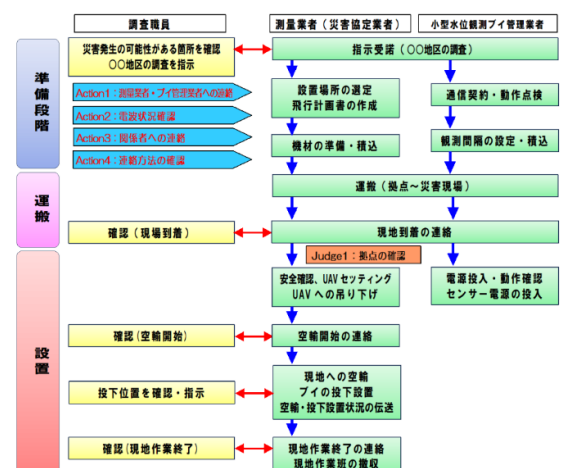 調査職員
測量業者（災害協定業者）
小型水位観測ブイ管理業者
準備段階
災害発生の可能性がある箇所を確認
〇〇地区の調査を指示
指示受諾（〇〇地区の調査）
Action1：測量業者・ブイ管理業者への連絡
Action2：電波状況確認
Action3：関係者への連絡
Action4：連絡方法の確認
設置場所の選定
飛行計画書の作成
通信契約・動作点検
機材の準備・積込
観測間隔の設定・積込
運搬
運搬（拠点～災害現場）
確認（現場到着）
現地到着の連絡
Judge1：拠点の確認
設置
安全確認、UAVセッティング
UAVへの吊り下げ
電源投入・動作確認
センサー電源の投入
確認（空輸開始）
空輸開始の連絡
投下位置を確認・指示
現地への空輸
ブイの投下設置
空輸・投下設置状況の伝送
確認（現地作業終了）
現地作業終了の連絡
現地作業班の撤収